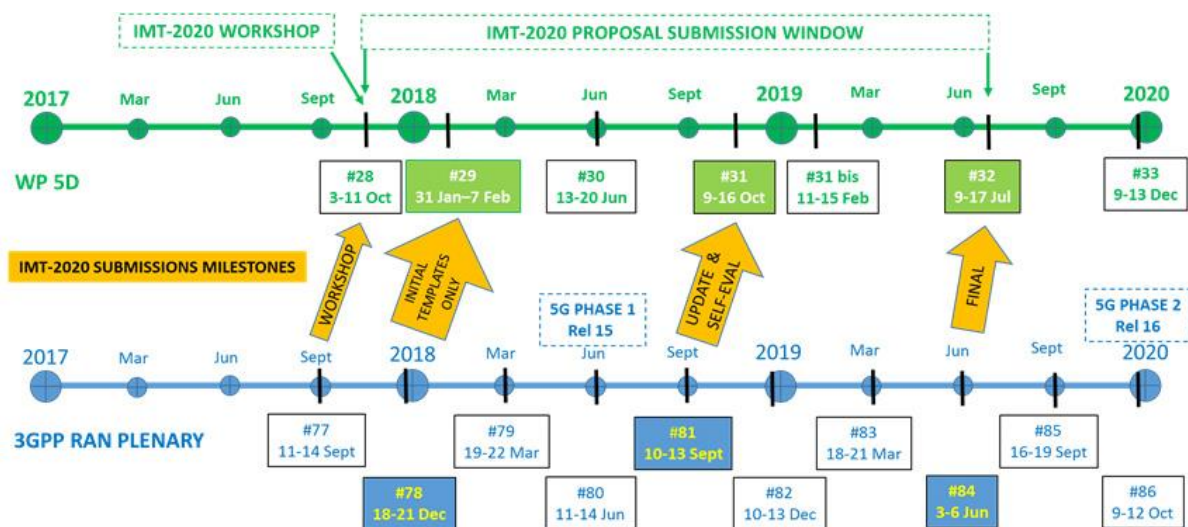 IMT-2020 WORKSHOP
IMT-2020 PROPOSAL SUBMISSION WINDOW
2017 Mar Jun Sept 2018 Mar Jun Sept 2019 Mar Jun Sept 2020
WP 5D
#28
3-11 Oct
#29
31 Jan–7 Feb
#30
13-20 Jun
#31
9-16 Oct
#31 bis
11-15 Feb
#32
9-17 Jul
#33
9-13 Dec
IMT-2020 SUBMISSIONS MILESTONES
WORKSHOP
INITIAL
TEMPLATES
ONLY
UPDATE &
SELF-EVAL
FINAL
5G PHASE 1
Rel 15
5G PHASE 2
Rel 16
2017 Mar Jun Sept 2018 Mar Jun Sept 2019 Mar Jun Sept 2020
3GPP RAN PLENARY
#77
11-14 Sept
#78
18-21 Dec
#79
19-22 Mar
#80
11-14 Jun
#81
10-13 Sept
#82
10-13 Dec
#83
18-21 Mar
#84
3-6 Jun
#85
16-19 Sept
#86
9-12 Oct